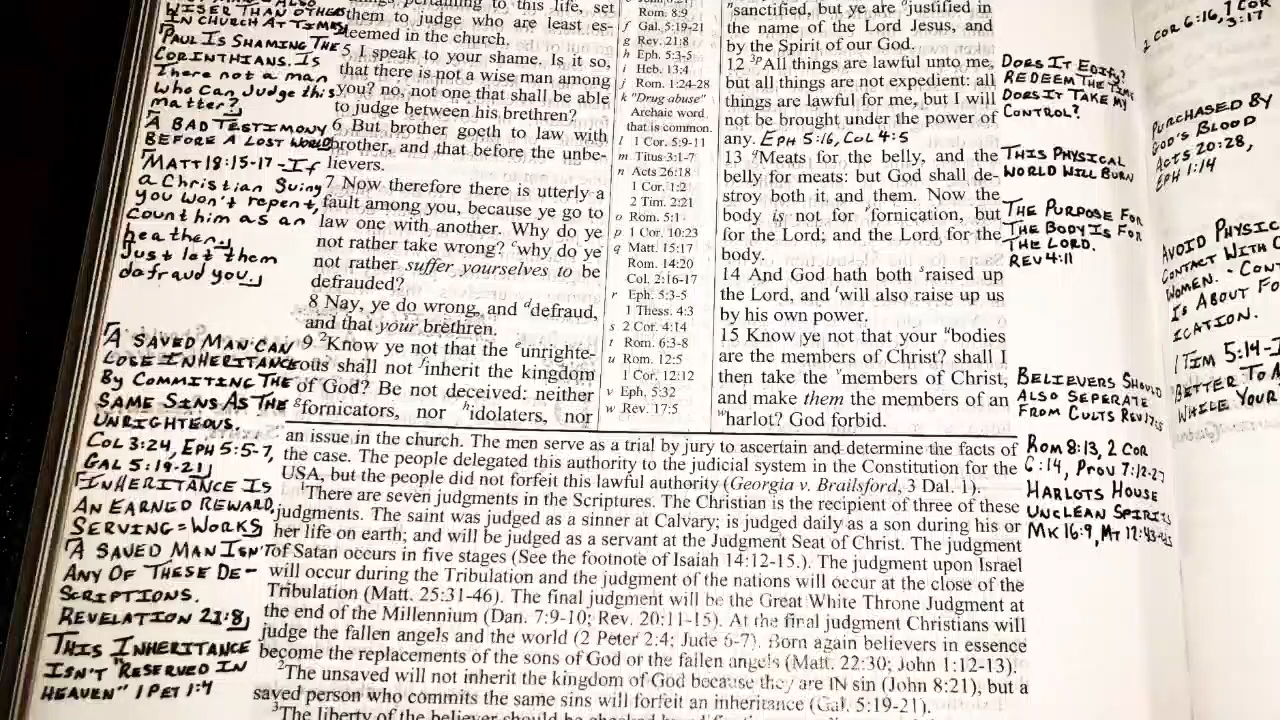 WISER THAN OTHERS
IN CHURCH AT TIMES
PAUL IS SHAMING THE
CORINTHIANS. IS
There not a man
who can Judge this
matter?
A BAD TESTIMONY
BEFORE A LOST WORLD
MATT 18:15-17 - If
a Christian suing
you won't repent,
count him as an
heathen.
Just let them
defraud you.
A SAVED MAN CAN
LOSE INHERITANCE
BY COMMITING THE
SAME SINS AS THE
UNRIGHTEOUS.
COL 3:24, EPH 5:5-7,
GAL 5:19-21
INHERITANCE IS
AN EARNED REWARD,
SERVING = WORKS
A SAVED MAN ISN'T
ANY OF THESE DE-
SCRIPTIONS.
REVELATION 21:8
THIS INHERITANCE
ISN'T "RESERVED IN
HEAVEN" 1 PET 1:4
things, pertaining to this life, set
them to judge who are least es-
teemed in the church.
5 I speak to your shame. Is it so,
that there is not a wise man among
you? no, not one that shall be able
to judge between his brethren?
6 But brother goeth to law with
brother, and that before the unbe-
lievers.
7 Now therefore there is utterly a
fault among you, because ye go to
law one with another. Why do ye
not rather take wrong? cwhy do ye
not rather suffer yourselves to be
defrauded?
8 Nay, ye do wrong, and ddefraud,
and that your brethren.
9 2Know ye not that the eunrighte-
ous shall not finherit the kingdom
of God? Be not deceived: neither
gfornicators, nor hidolaters, nor
Rom. 8:9
f Gal. 5:19-21
g Rev. 21:8
h Eph. 5:3-5
i Heb. 13:4
j Rom. 1:24-28
k "Drug abuse"
Archaic word
that is common.
l 1 Cor. 5:9-11
m Titus 3:1-7
n Acts 26:18
1 Cor. 1:2
2 Tim. 2:21
o Rom. 5:1
p 1 Cor. 10:23
q Matt. 15:17
Rom. 14:20
Col. 2:16-17
r Eph. 5:3-5
1 Thess. 4:3
s 2 Cor. 4:14
t Rom. 6:3-8
u Rom. 12:5
1 Cor. 12:12
v Eph. 5:32
w Rev. 17:5
nsanctified, but ye are ojustified in
the name of the Lord Jesus, and
by the Spirit of our God.
12 3pAll things are lawful unto me,
but all things are not expedient: all
things are lawful for me, but I will
not be brought under the power of
any. EPH 5:16, COL 4:5
13 qMeats for the belly, and the
belly for meats: but God shall de-
stroy both it and them. Now the
body is not for rfornication, but
for the Lord; and the Lord for the
body.
14 And God hath both sraised up
the Lord, and twill also raise up us
by his own power.
15 Know ye not that your ubodies
are the members of Christ? shall I
then take the vmembers of Christ,
and make them the members of an
wharlot? God forbid.
DOES IT EDIFY?
REDEEM THE TIME
DOES IT TAKE MY
CONTROL?
THIS PHYSICAL
WORLD WILL BURN
THE PURPOSE FOR
THE BODY IS FOR
THE LORD.
REV 4:11
BELIEVERS SHOULD
ALSO SEPERATE
FROM CULTS REV 17:5
ROM 8:13, 2 COR
6:14, PROV 7:12-27
HARLOTS HOUSE
UNCLEAN SPIRITS
MK 16:9, MT 12:43-45
2 COR 6:16, 1 COR
3:17
PURCHASED BY
GOD'S BLOOD
ACTS 20:28,
EPH 1:14
AVOID PHYSIC
CONTACT WITH
WOMEN.
IS ABOUT FO
ICATION.
1 TIM 5:14
BETTER TO
WHILE YOUR
an issue in the church. The men serve as a trial by jury to ascertain and determine the facts of
the case. The people delegated this authority to the judicial system in the Constitution for the
USA, but the people did not forfeit this lawful authority (Georgia v. Brailsford, 3 Dal. 1).
1There are seven judgments in the Scriptures. The Christian is the recipient of three of these
judgments. The saint was judged as a sinner at Calvary; is judged daily as a son during his or
her life on earth; and will be judged as a servant at the Judgment Seat of Christ. The judgment
of Satan occurs in five stages (See the footnote of Isaiah 14:12-15.). The judgment upon Israel
will occur during the Tribulation and the judgment of the nations will occur at the close of the
Tribulation (Matt. 25:31-46). The final judgment will be the Great White Throne Judgment at
the end of the Millennium (Dan. 7:9-10; Rev. 20:11-15). At the final judgment Christians will
judge the fallen angels and the world (2 Peter 2:4; Jude 6-7). Born again believers in essence
become the replacements of the sons of God or the fallen angels (Matt. 22:30; John 1:12-13).
2The unsaved will not inherit the kingdom of God because they are IN sin (John 8:21), but a
saved person who commits the same sins will forfeit an inheritance (Gal. 5:19-21).
3The liberty of the believer should be